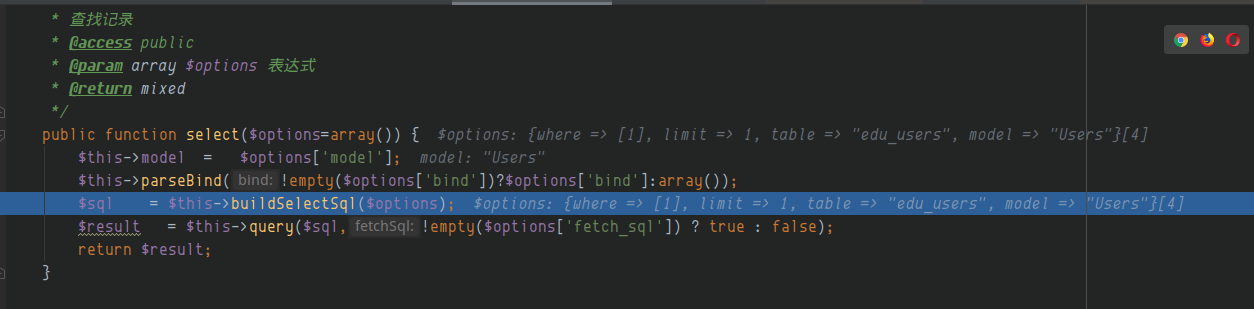 * 查找记录
* @access public
* @param array $options 表达式
* @return mixed
*/
public function select($options=array()) { $options: {where => [1], limit => 1, table => "edu_users", model => "Users"}[4]
$this->model  =   $options['model']; model: "Users"
$this->parseBind( bind: !empty($options['bind'])?$options['bind']:array());
$sql    = $this->buildSelectSql($options); $options: {where => [1], limit => 1, table => "edu_users", model => "Users"}[4]
$result   = $this->query($sql, fetchSql: !empty($options['fetch_sql']) ? true : false);
return $result;
}